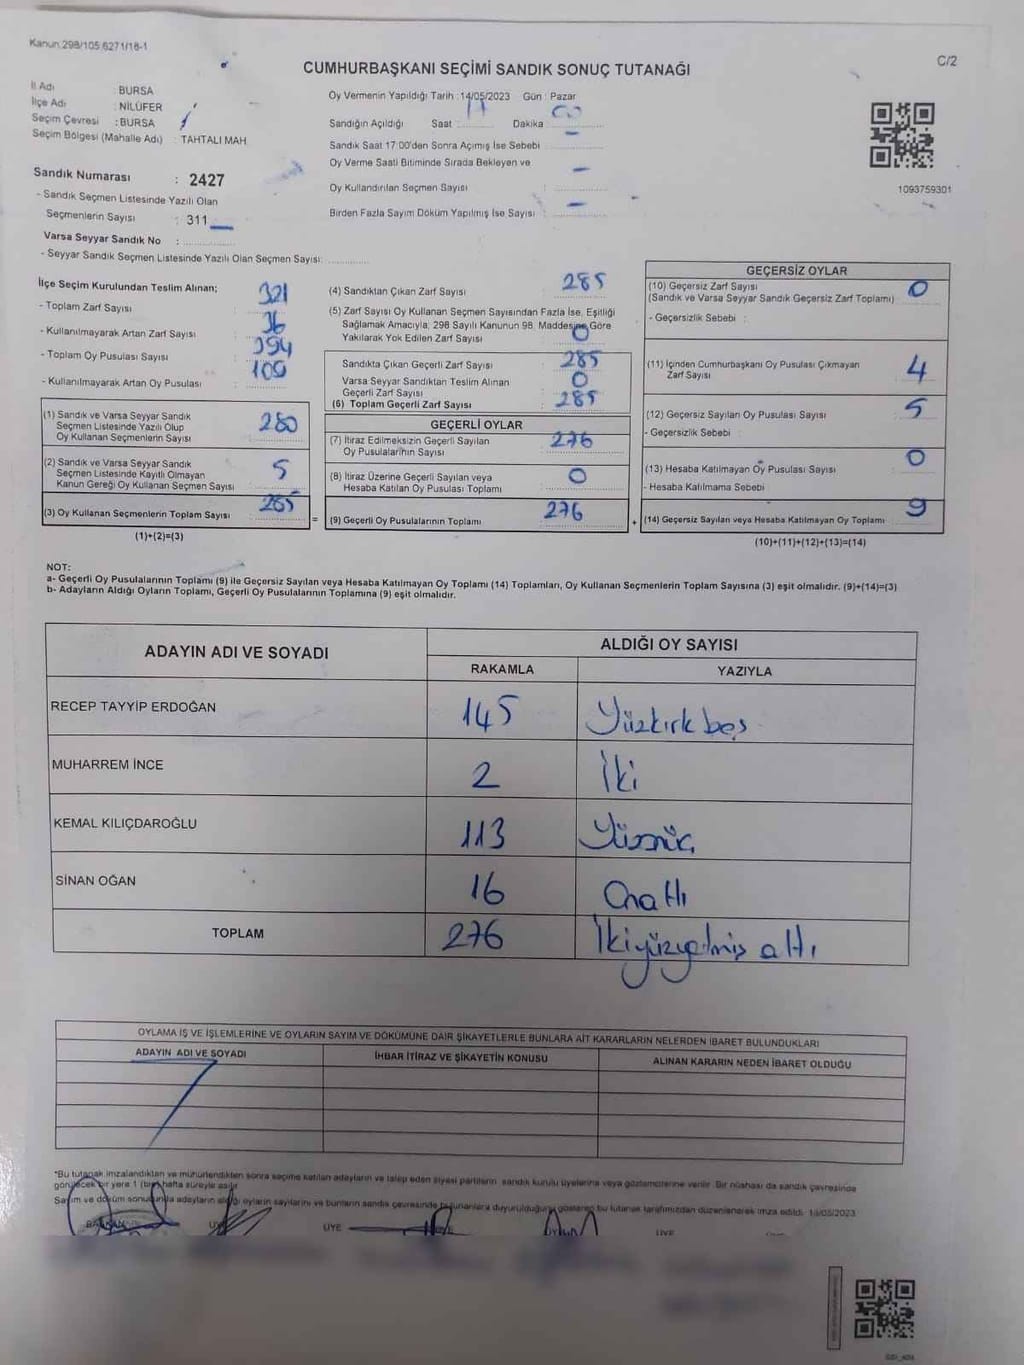 Kanun:298/105,6271/18-1
C/2
CUMHURBAŞKANI SEÇİMİ SANDIK SONUÇ TUTANAĞI
İl Adı : BURSA
İlçe Adı : NİLÜFER
Seçim Çevresi : BURSA
Seçim Bölgesi (Mahalle Adı) : TAHTALI MAH
Sandık Numarası : 2427
- Sandık Seçmen Listesinde Yazılı Olan
Seçmenlerin Sayısı : 311
Varsa Seyyar Sandık No :
- Seyyar Sandık Seçmen Listesinde Yazılı Olan Seçmen Sayısı:
Oy Vermenin Yapıldığı Tarih : 14/05/2023 Gün : Pazar
Sandığın Açıldığı Saat : 17 Dakika : 00
Sandık Saat 17:00'den Sonra Açımış İse Sebebi –
Oy Verme Saati Bitiminde Sırada Bekleyen ve
Oy Kullandırılan Seçmen Sayısı : –
Birden Fazla Sayım Döküm Yapılmış İse Sayısı : –
1093759301
İlçe Seçim Kurulundan Teslim Alınan;
- Toplam Zarf Sayısı : 321
- Kullanılmayarak Artan Zarf Sayısı : 36
- Toplam Oy Pusulası Sayısı : 394
- Kullanılmayarak Artan Oy Pusulası : 109
(1) Sandık ve Varsa Seyyar Sandık
Seçmen Listesinde Yazılı Olup
Oy Kullanan Seçmenlerin Sayısı : 280
(2) Sandık ve Varsa Seyyar Sandık
Seçmen Listesinde Kayıtlı Olmayan
Kanun Gereği Oy Kullanan Seçmen Sayısı : 5
(3) Oy Kullanan Seçmenlerin Toplam Sayısı : 285
(1)+(2)=(3)
(4) Sandıktan Çıkan Zarf Sayısı : 285
(5) Zarf Sayısı Oy Kullanan Seçmen Sayısından Fazla İse, Eşitliği
Sağlamak Amacıyla; 298 Sayılı Kanunun 98. Maddesine Göre
Yakılarak Yok Edilen Zarf Sayısı : 0
Sandıkta Çıkan Geçerli Zarf Sayısı : 285
Varsa Seyyar Sandıktan Teslim Alınan
Geçerli Zarf Sayısı : 0
(6) Toplam Geçerli Zarf Sayısı : 285
GEÇERLİ OYLAR
(7) İtiraz Edilmeksizin Geçerli Sayılan
Oy Pusulalarının Sayısı : 276
(8) İtiraz Üzerine Geçerli Sayılan veya
Hesaba Katılan Oy Pusulası Toplamı : 0
= (9) Geçerli Oy Pusulalarının Toplamı : 276
GEÇERSİZ OYLAR
(10) Geçersiz Zarf Sayısı
(Sandık ve Varsa Seyyar Sandık Geçersiz Zarf Toplamı) : 0
- Geçersizlik Sebebi :
(11) İçinden Cumhurbaşkanı Oy Pusulası Çıkmayan
Zarf Sayısı : 4
(12) Geçersiz Sayılan Oy Pusulası Sayısı : 5
- Geçersizlik Sebebi :
(13) Hesaba Katılmayan Oy Pusulası Sayısı : 0
- Hesaba Katılmama Sebebi
+ (14) Geçersiz Sayılan veya Hesaba Katılmayan Oy Toplamı : 9
(10)+(11)+(12)+(13)=(14)
NOT:
a- Geçerli Oy Pusulalarının Toplamı (9) ile Geçersiz Sayılan veya Hesaba Katılmayan Oy Toplamı (14) Toplamları, Oy Kullanan Seçmenlerin Toplam Sayısına (3) eşit olmalıdır. (9)+(14)=(3)
b- Adayların Aldığı Oyların Toplamı, Geçerli Oy Pusulalarının Toplamına (9) eşit olmalıdır.
ADAYIN ADI VE SOYADI ALDIĞI OY SAYISI
RAKAMLA YAZIYLA
RECEP TAYYİP ERDOĞAN 145 Yüzkırk beş
MUHARREM İNCE 2 İki
KEMAL KILIÇDAROĞLU 113 Yüzonüç
SİNAN OĞAN 16 Onaltı
TOPLAM 276 İkiyüzyetmiş altı
OYLAMA İŞ VE İŞLEMLERİNE VE OYLARIN SAYIM VE DÖKÜMÜNE DAİR ŞİKAYETLERLE BUNLARA AİT KARARLARIN NELERDEN İBARET BULUNDUKLARI
ADAYIN ADI VE SOYADI İHBAR İTİRAZ VE ŞİKAYETİN KONUSU ALINAN KARARIN NEDEN İBARET OLDUĞU
*Bu tutanak imzalandıktan ve mühürlendikten sonra seçime katılan adayların ve talep eden siyasi partilerin sandık kurulu üyelerine veya gözlemcilerine verilir. Bir nüshası da sandık çevresinde
görülecek bir yere 1 (bir) hafta süreyle asılır.
Sayım ve döküm sonucunda adayların aldığı oyların sayılarını ve bunların sandık çevresinde bulunanlara duyurulduğunu gösteren bu tutanak tarafımızdan düzenlenerek imza edildi. 14/05/2023
BAŞKAN ÜYE ÜYE ÜYE ÜYE